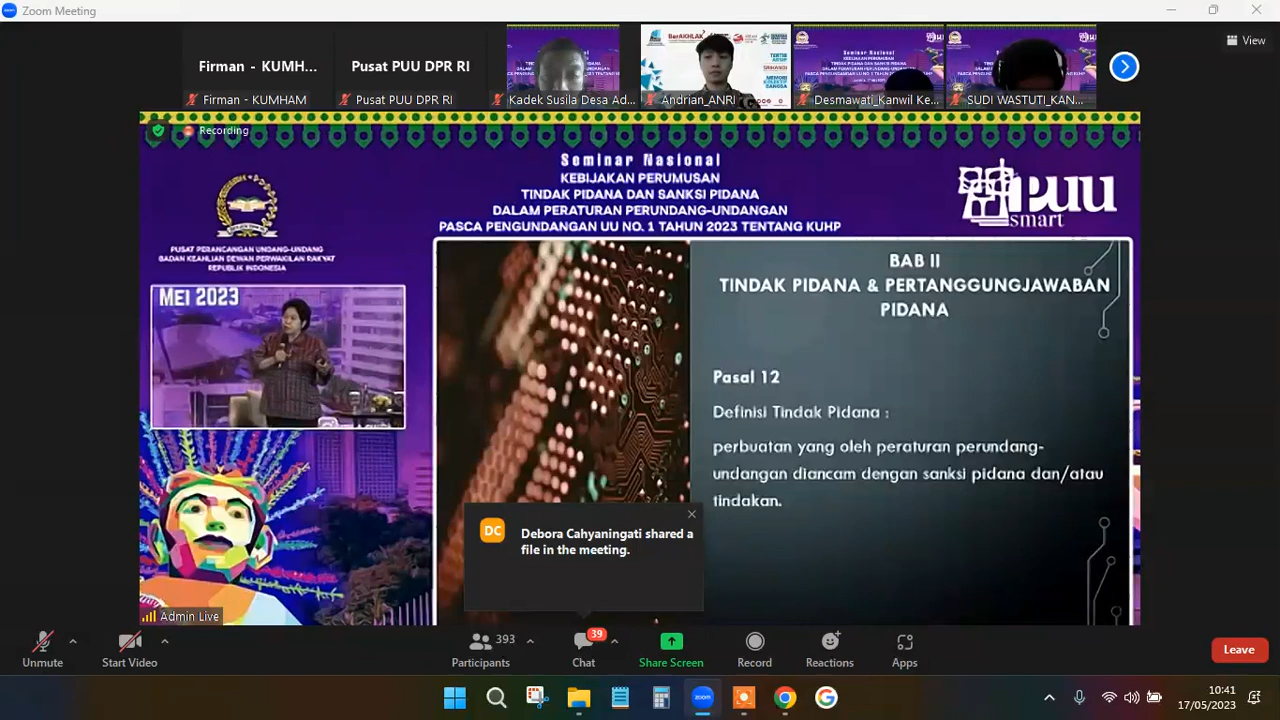 Zoom Meeting
Firman - KUMH...
Pusat PUU DPR RI
View
Firman - KUMHAM
Pusat PUU DPR RI
Kadek Susila Desa Ad...
Andrian_ANRI
Desmawati_Kanwil Ke...
SUDI WASTUTI_KAN...
BerAKHLAK
Recording
Seminar Nasional
KEBIJAKAN PERUMUSAN
TINDAK PIDANA DAN SANKSI PIDANA
DALAM PERATURAN PERUNDANG-UNDANGAN
PASCA PENGUNDANGAN UU NO. 1 TAHUN 2023 TENTANG KUHP
PUU
smart
PUSAT PERANCANGAN UNDANG-UNDANG
BADAN KEAHLIAN DEWAN PERWAKILAN RAKYAT
REPUBLIK INDONESIA
MEI 2023
BAB II
TINDAK PIDANA & PERTANGGUNGJAWABAN
PIDANA
Pasal 12
Definisi Tindak Pidana :
perbuatan yang oleh peraturan perundang-
undangan diancam dengan sanksi pidana dan/atau
tindakan.
DC
Debora Cahyaningati shared a
file in the meeting.
Admin Live
393
39
Unmute
Start Video
Participants
Chat
Share Screen
Record
Reactions
Apps
Leave
zoom
10:41
17/05/2023